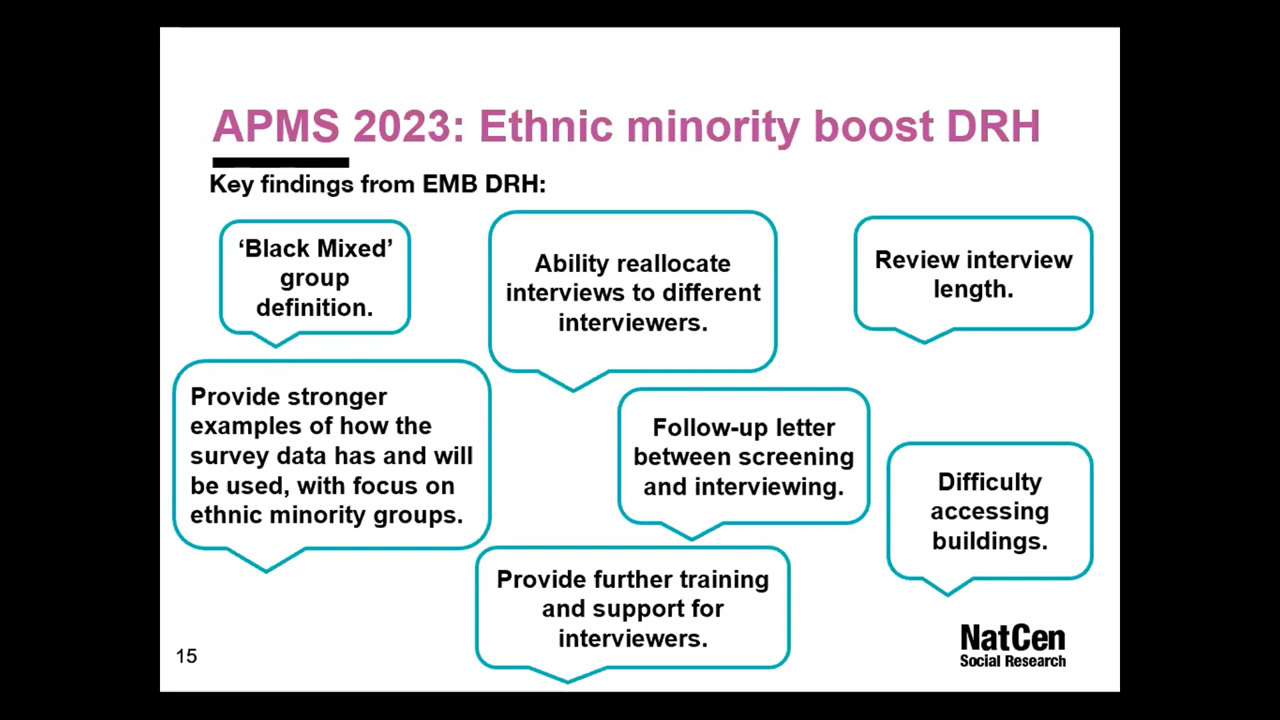 APMS 2023: Ethnic minority boost DRH
Key findings from EMB DRH:
‘Black Mixed’
group
definition.
Ability reallocate
interviews to different
interviewers.
Review interview
length.
Provide stronger
examples of how the
survey data has and will
be used, with focus on
ethnic minority groups.
Follow-up letter
between screening
and interviewing.
Difficulty
accessing
buildings.
Provide further training
and support for
interviewers.
15
NatCen
Social Research